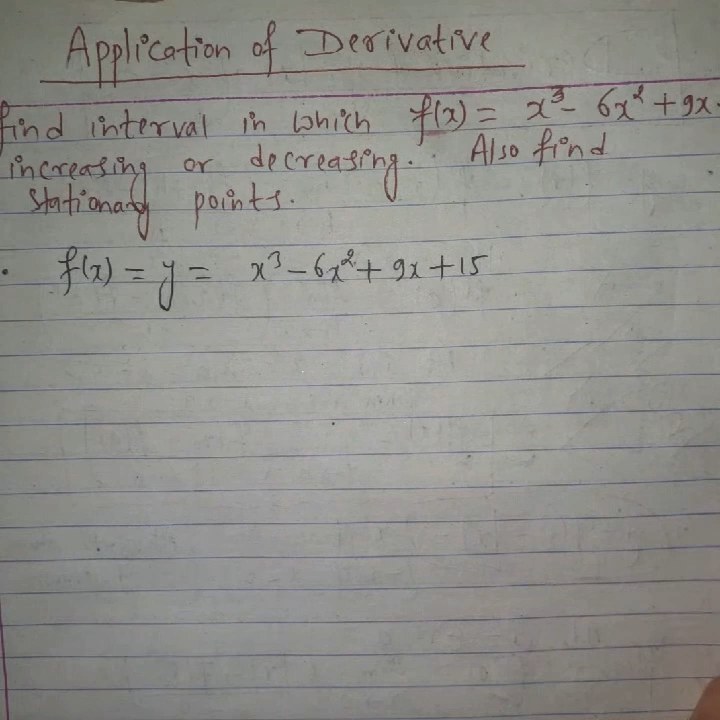 Application of Derivative
find interval in which f(x) = x³ - 6x² + 9x
increasing or decreasing. Also find
stationary points.
f(x) = y = x³ - 6x² + 9x + 15